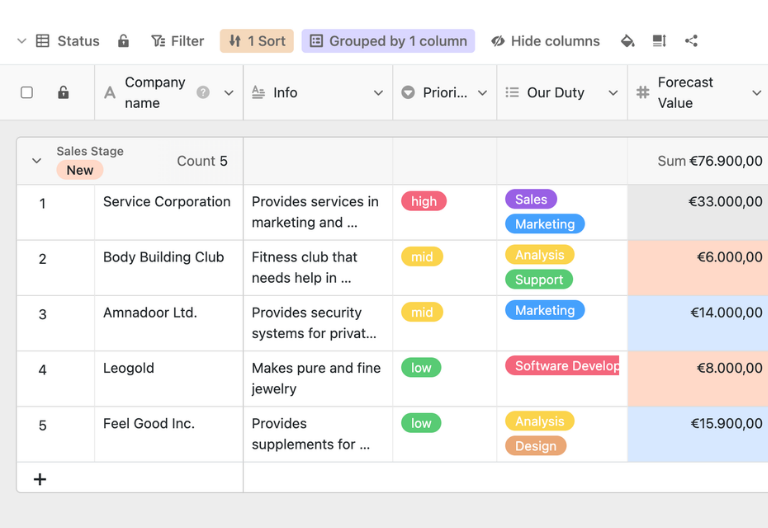 Status Filter 1 Sort Grouped by 1 column Hide columns
Company name Info Priori... Our Duty Forecast Value
Sales Stage
New Count 5 Sum €76.900,00
1 Service Corporation Provides services in marketing and ... high Sales Marketing €33.000,00
2 Body Building Club Fitness club that needs help in ... mid Analysis Support €6.000,00
3 Amnadoor Ltd. Provides security systems for privat... mid Marketing €14.000,00
4 Leogold Makes pure and fine jewelry low Software Develop €8.000,00
5 Feel Good Inc. Provides supplements for ... low Analysis Design €15.900,00